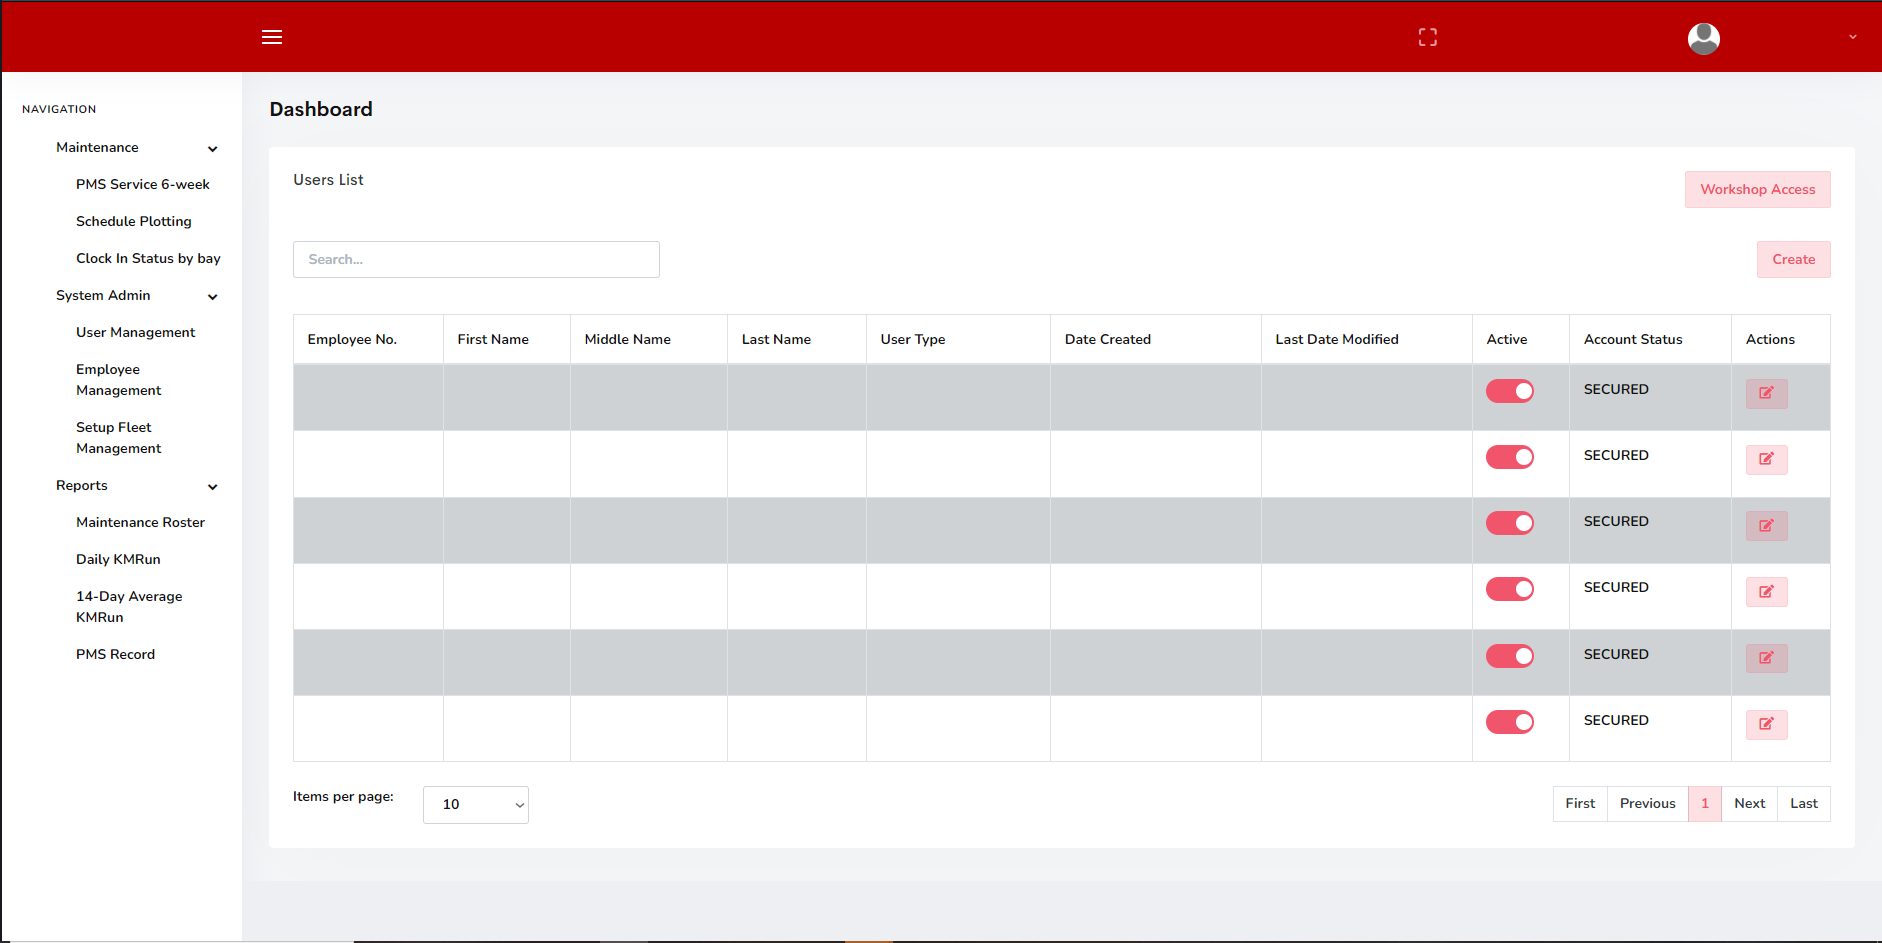 NAVIGATION
Maintenance
PMS Service 6-week
Schedule Plotting
Clock In Status by bay
System Admin
User Management
Employee
Management
Setup Fleet
Management
Reports
Maintenance Roster
Daily KMRun
14-Day Average
KMRun
PMS Record
Dashboard
Users List
Workshop Access
Search...
Create
Employee No. First Name Middle Name Last Name User Type Date Created Last Date Modified Active Account Status Actions
SECURED
SECURED
SECURED
SECURED
SECURED
SECURED
Items per page: 10
First Previous 1 Next Last